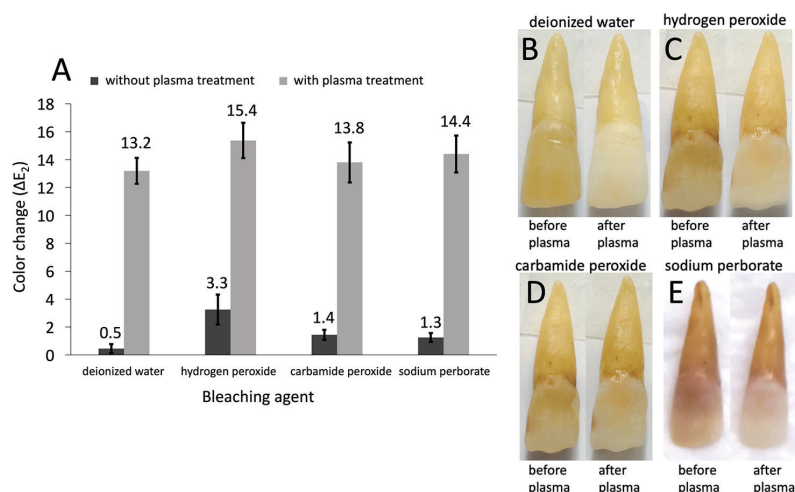 A
without plasma treatment
with plasma treatment
Color change (ΔE₂)
18
16
14
12
10
8
6
4
2
0
0.5
13.2
3.3
15.4
1.4
13.8
1.3
14.4
deionized water
hydrogen peroxide
carbamide peroxide
sodium perborate
Bleaching agent
deionized water
B
before
plasma
after
plasma
hydrogen peroxide
C
before
plasma
after
plasma
carbamide peroxide
D
before
plasma
after
plasma
sodium perborate
E
before
plasma
after
plasma